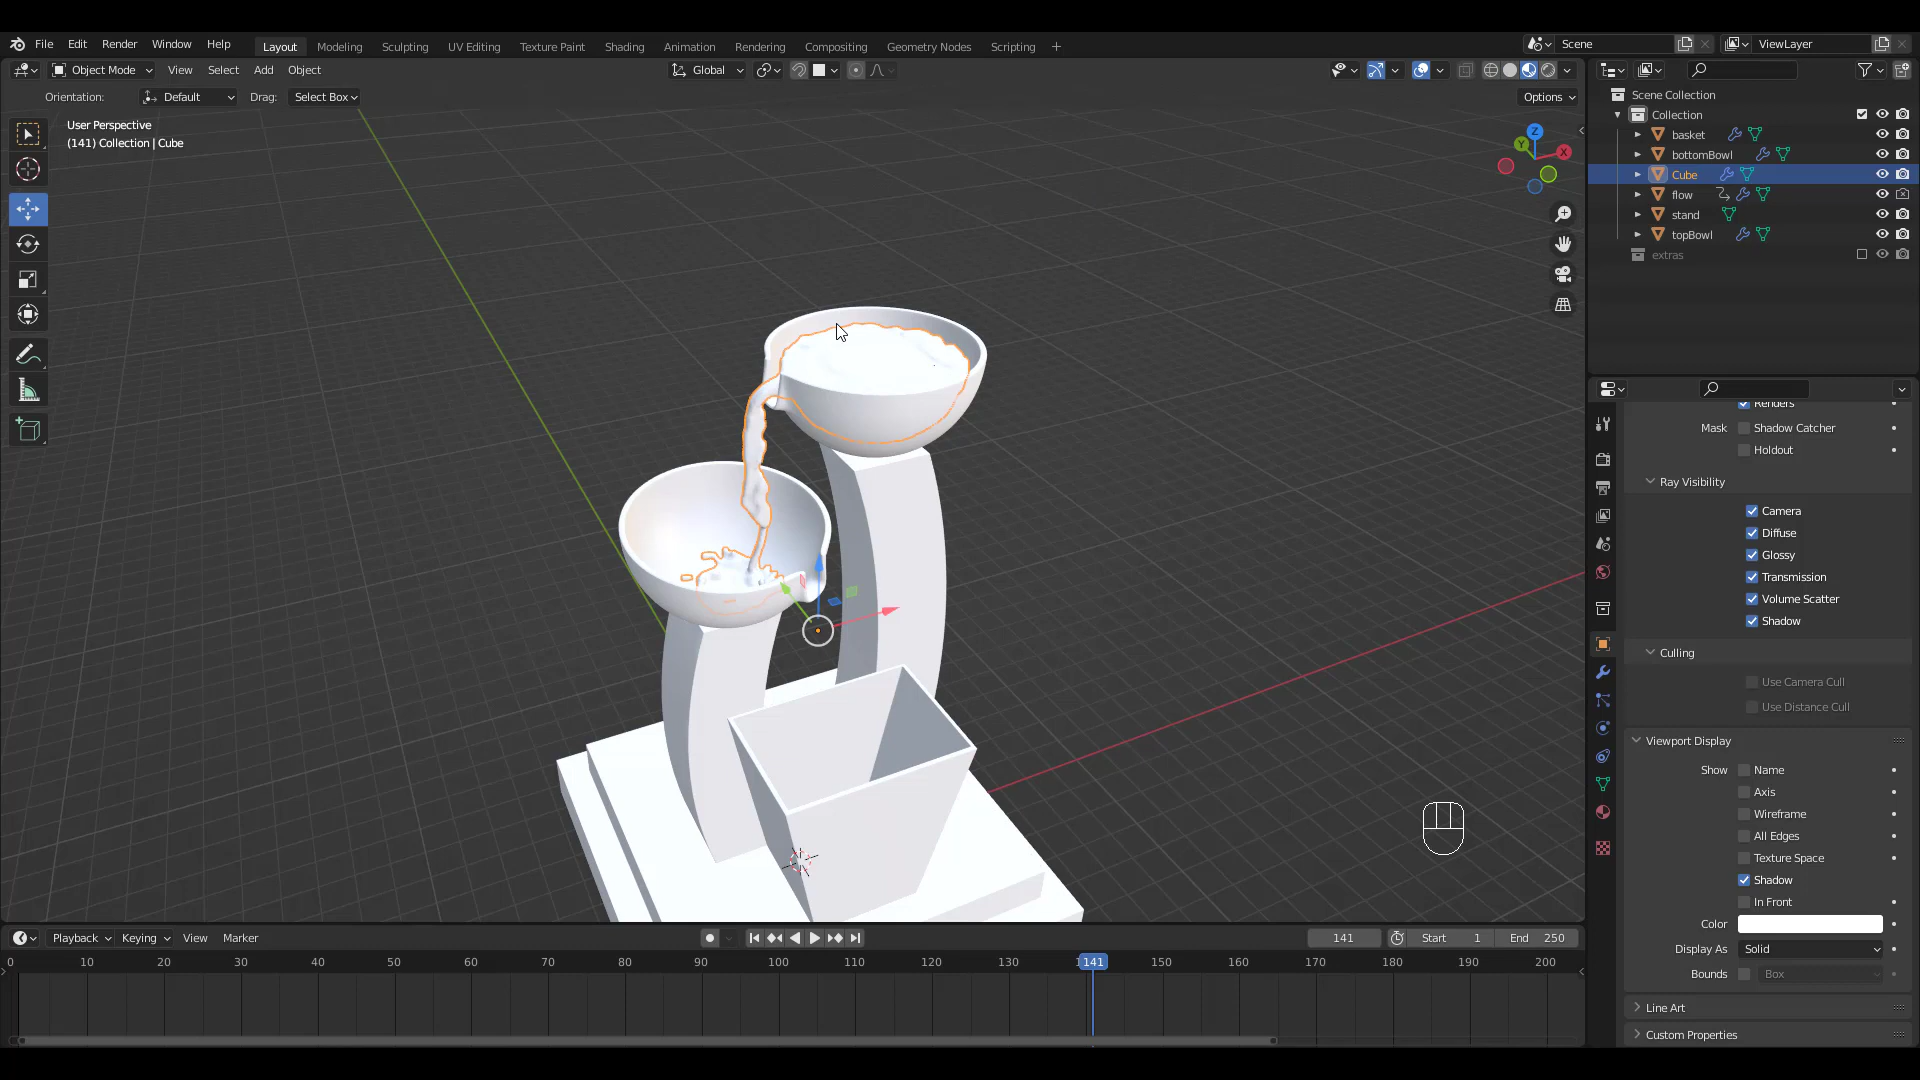 File Edit Render Window Help
Layout Modeling Sculpting UV Editing Texture Paint Shading Animation Rendering Compositing Geometry Nodes Scripting
Scene
ViewLayer
Object Mode View Select Add Object
Global
Orientation: Default Drag: Select Box
Options
User Perspective
(141) Collection | Cube
Z
Y
X
Scene Collection
Collection
basket
bottomBowl
Cube
flow
stand
topBowl
extras
Renders
Mask Shadow Catcher
Holdout
Ray Visibility
Camera
Diffuse
Glossy
Transmission
Volume Scatter
Shadow
Culling
Use Camera Cull
Use Distance Cull
Viewport Display
Show Name
Axis
Wireframe
All Edges
Texture Space
Shadow
In Front
Color
Display As Solid
Bounds Box
Line Art
Custom Properties
Playback Keying View Marker
141
Start 1 End 250
0 10 20 30 40 50 60 70 80 90 100 110 120 130 141 150 160 170 180 190 200